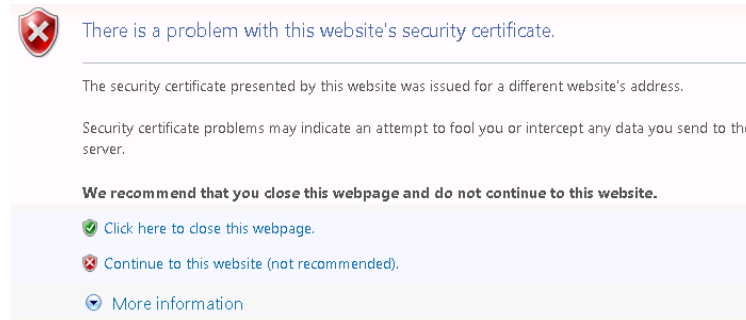 There is a problem with this website's security certificate.
The security certificate presented by this website was issued for a different website's address.
Security certificate problems may indicate an attempt to fool you or intercept any data you send to the
server.
We recommend that you close this webpage and do not continue to this website.
Click here to close this webpage.
Continue to this website (not recommended).
More information